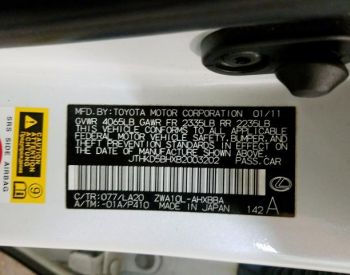 MFD.BY:TOYOTA MOTOR CORPORATION 01/11
GVWR 4065LB GAWR FR 2335LB RR 2235LB
THIS VEHICLE CONFORMS TO ALL APPLICABLE
FEDERAL MOTOR VEHICLE SAFETY, BUMPER, AND
THEFT PREVENTION STANDARDS IN EFFECT ON
THE DATE OF MANUFACTURE SHOWN ABOVE.
JTHKD5BHXB2003202 PASS.CAR
C/TR:077/LA20 ZWA10L-AHXBBA
A/TM:-01A/P410 MADE IN JAPAN 142 A
SRS SIDE AIRBAG
9